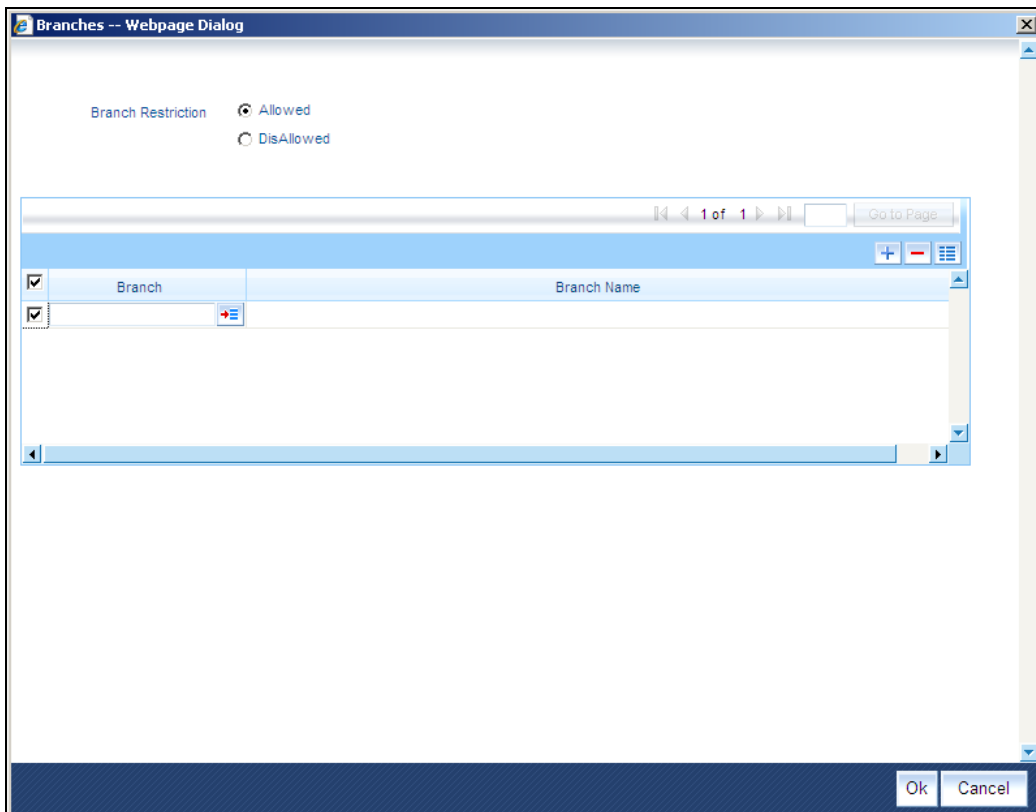 Branches -- Webpage Dialog
Branch Restriction
Allowed
DisAllowed
1 of 1
Go to Page
Branch
Branch Name
Ok
Cancel